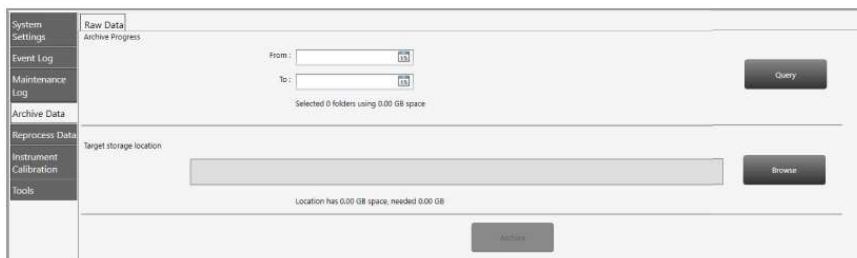 System
Settings
Event Log
Maintenance
Log
Archive Data
Reprocess Data
Instrument
Calibration
Tools
Raw Data
Archive Progress
From :
15
To :
15
Selected 0 folders using 0.00 GB space
Query
Target storage location
Browse
Location has 0.00 GB space, needed 0.00 GB
Archive